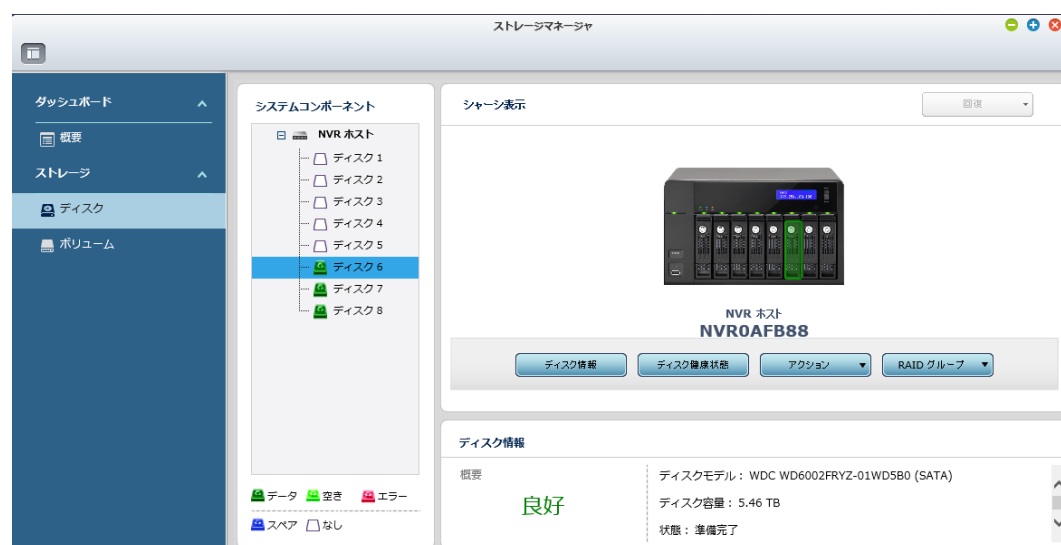 ストレージマネージャ
ダッシュボード
概要
ストレージ
ディスク
ボリューム
システムコンポーネント
NVR ホスト
ディスク 1
ディスク 2
ディスク 3
ディスク 4
ディスク 5
ディスク 6
ディスク 7
ディスク 8
データ 空き エラー
スペア なし
シャーシ表示
回復
NVR ホスト
NVR0AFB88
ディスク情報 ディスク健康状態 アクション RAID グループ
ディスク情報
概要
良好
ディスクモデル: WDC WD6002FRYZ-01WD5B0 (SATA)
ディスク容量: 5.46 TB
状態: 準備完了